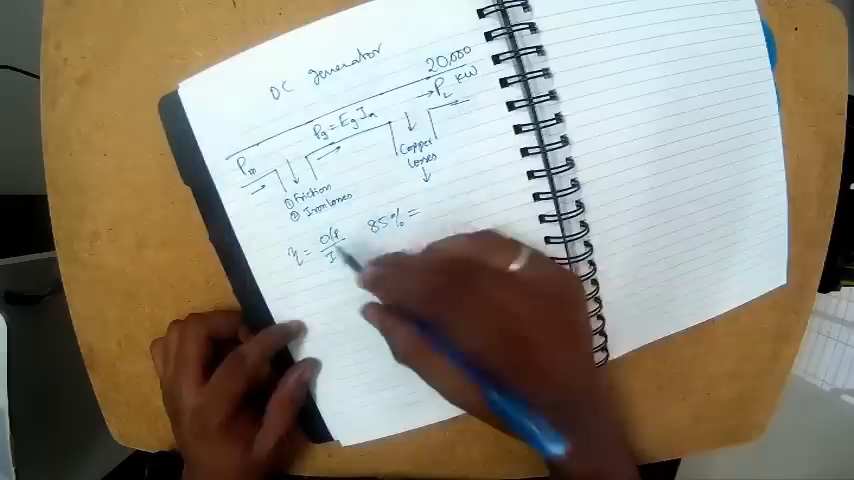 DC generator
20,000
Pin Pg = Eg Ia → PL KW
① Friction
② Iron losses
Copper
losses
η = O/P / I 85% =